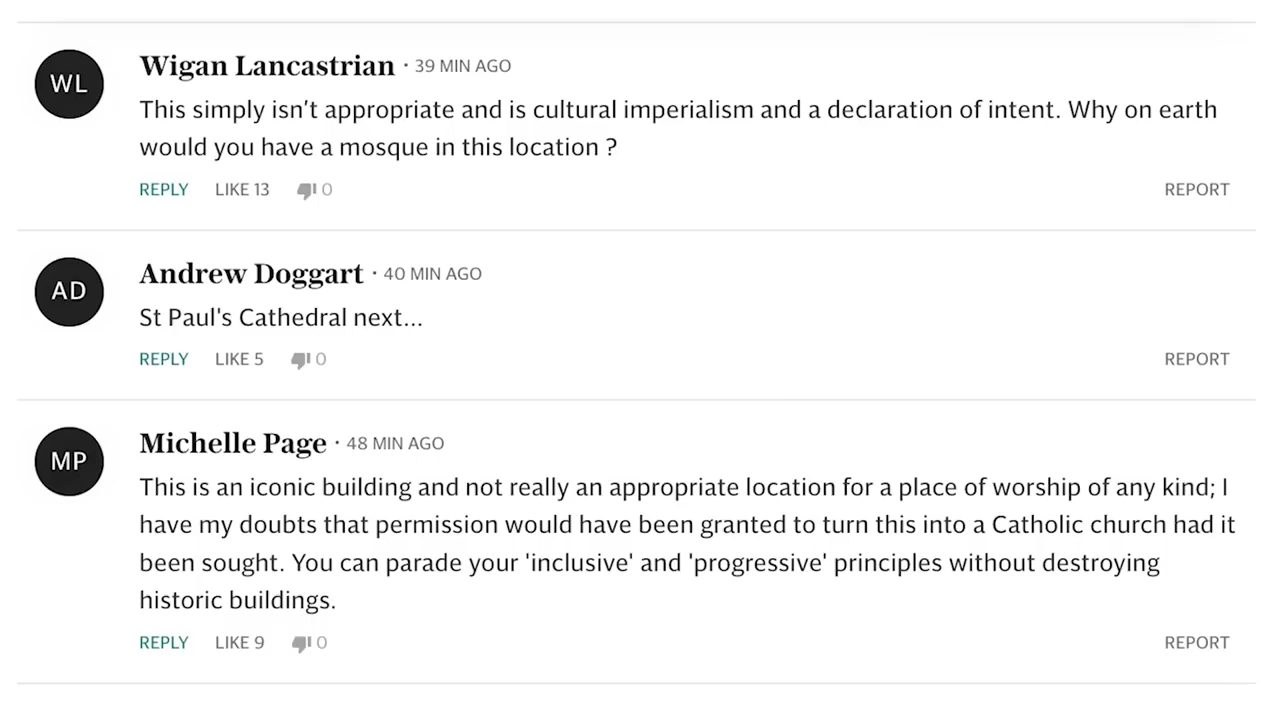 WL
Wigan Lancastrian · 39 MIN AGO
This simply isn't appropriate and is cultural imperialism and a declaration of intent. Why on earth
would you have a mosque in this location ?
REPLY LIKE 13 0 REPORT
AD
Andrew Doggart · 40 MIN AGO
St Paul's Cathedral next...
REPLY LIKE 5 0 REPORT
MP
Michelle Page · 48 MIN AGO
This is an iconic building and not really an appropriate location for a place of worship of any kind; I
have my doubts that permission would have been granted to turn this into a Catholic church had it
been sought. You can parade your 'inclusive' and 'progressive' principles without destroying
historic buildings.
REPLY LIKE 9 0 REPORT